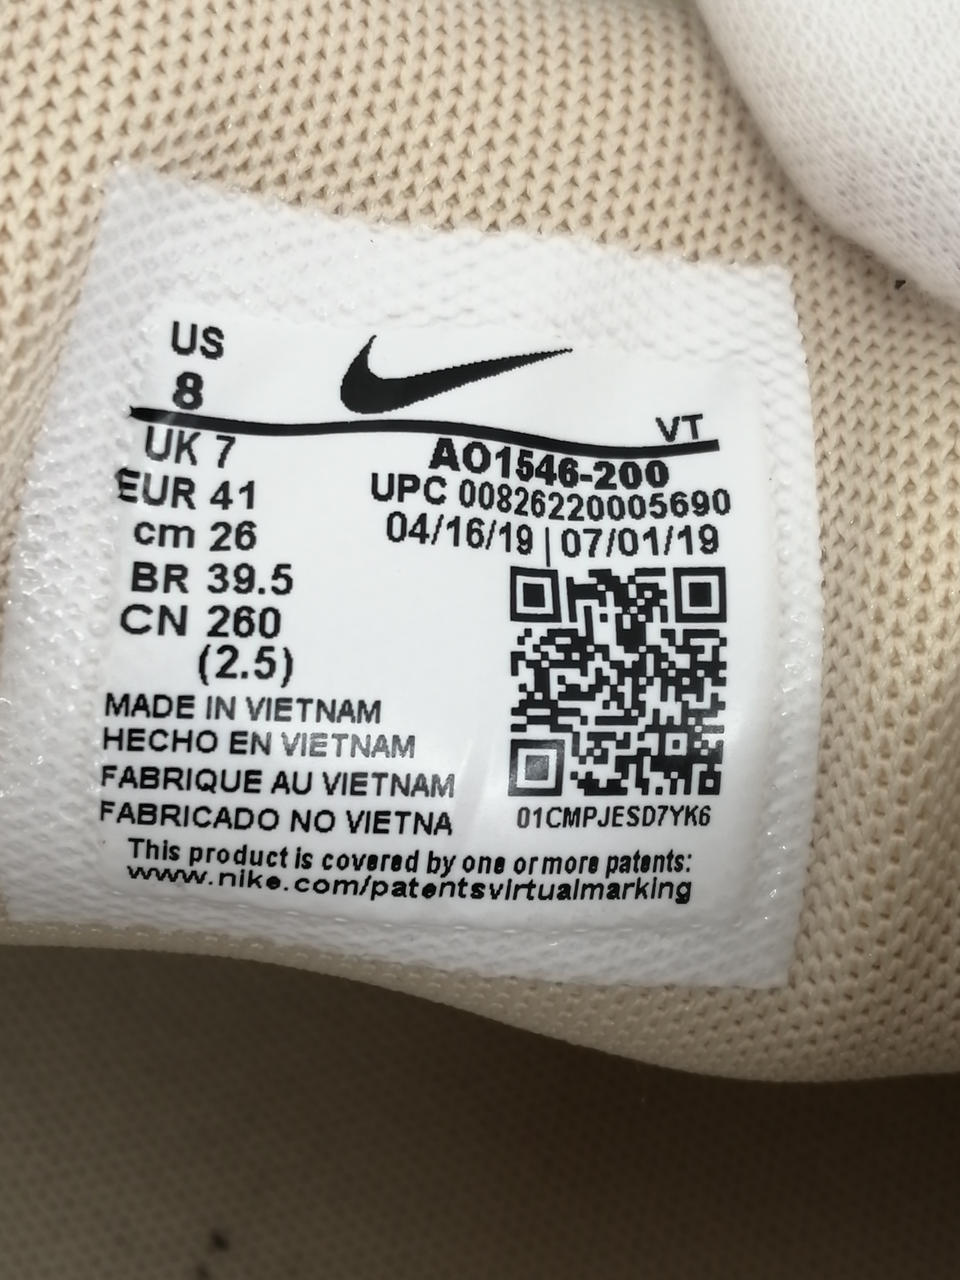 US
8
VT
UK 7
AO1546-200
EUR 41
UPC 00826220005690
cm 26
04/16/19 | 07/01/19
BR 39.5
CN 260
(2.5)
MADE IN VIETNAM
HECHO EN VIETNAM
FABRIQUE AU VIETNAM
FABRICADO NO VIETNA
01CMPJESD7YK6
This product is covered by one or more patents:
www.nike.com/patentsvirtualmarking